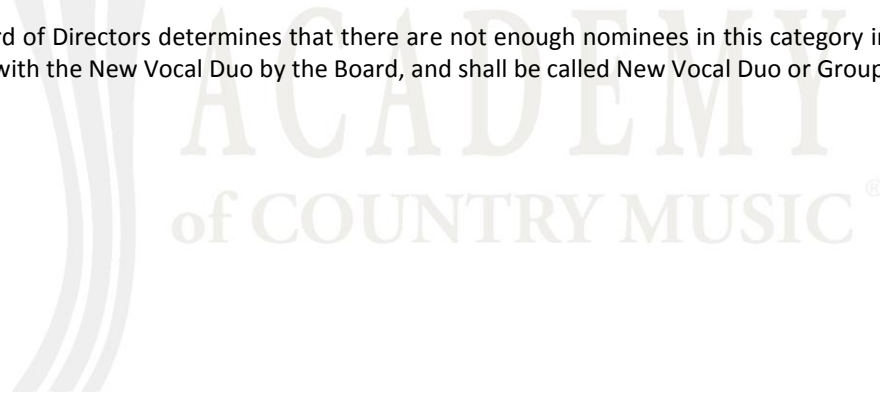 rd of Directors determines that there are not enough nominees in this category i
with the New Vocal Duo by the Board, and shall be called New Vocal Duo or Group
ACADEMY
of COUNTRY MUSIC ®